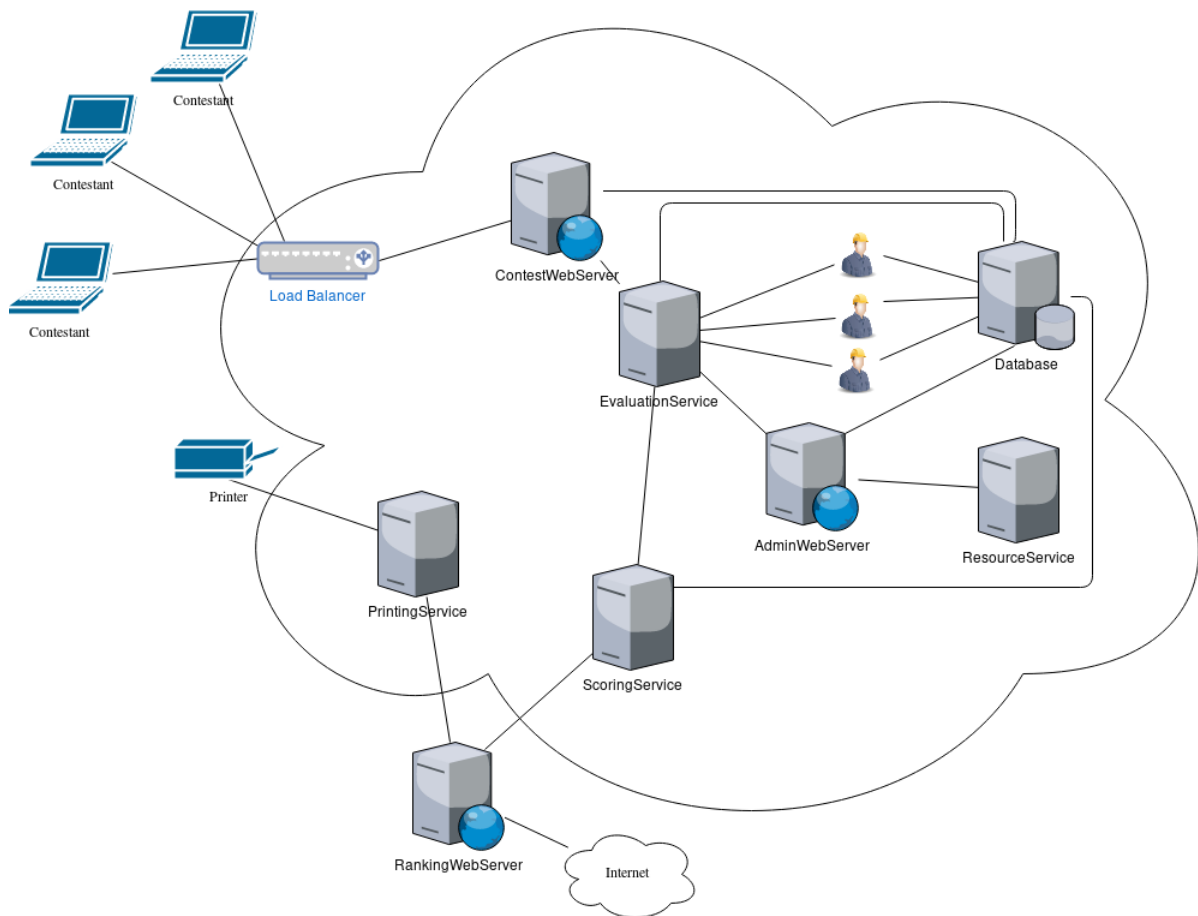 Contestant
Contestant
Contestant
Load Balancer
ContestWebServer
EvaluationService
Database
Printer
AdminWebServer
ResourceService
PrintingService
ScoringService
RankingWebServer
Internet